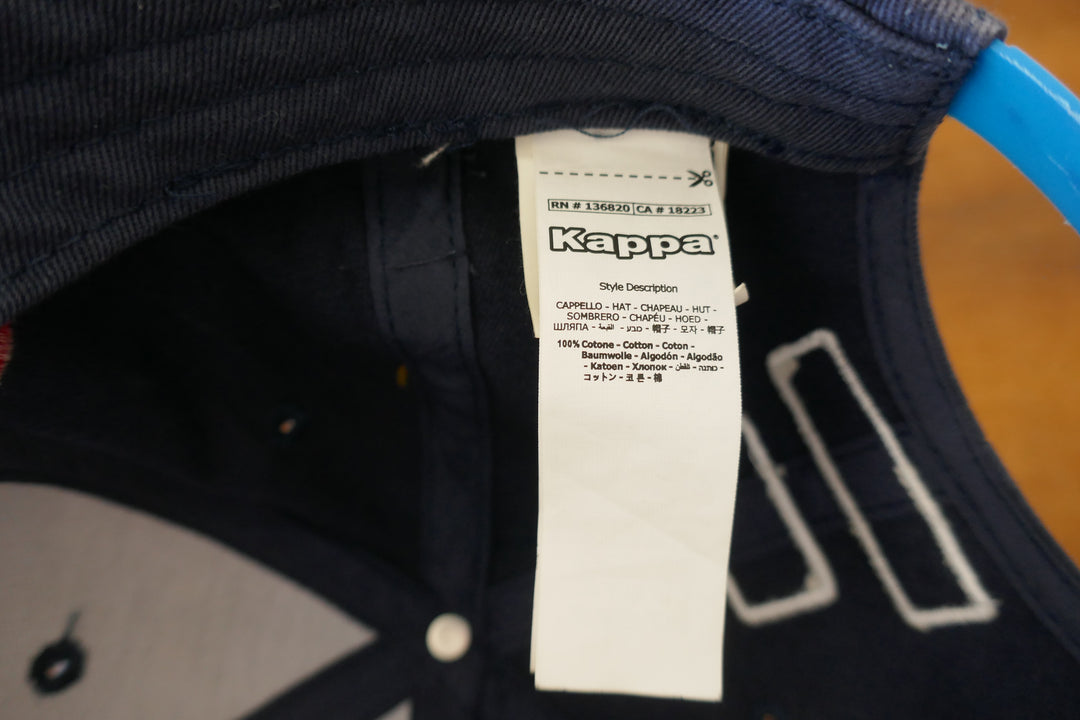 RN # 136820 CA # 18223
Kappa®
Style Description
CAPPELLO - HAT - CHAPEAU - HUT -
SOMBRERO - CHAPÉU - HOED -
ШЛЯПА - القبعة - מגבע - 帽子 - 모자 - 帽子
100% Cotone - Cotton - Coton -
Baumwolle - Algodón - Algodão
- Katoen - Хлопок - قطن - כותנה -
コットン - 코튼 - 棉